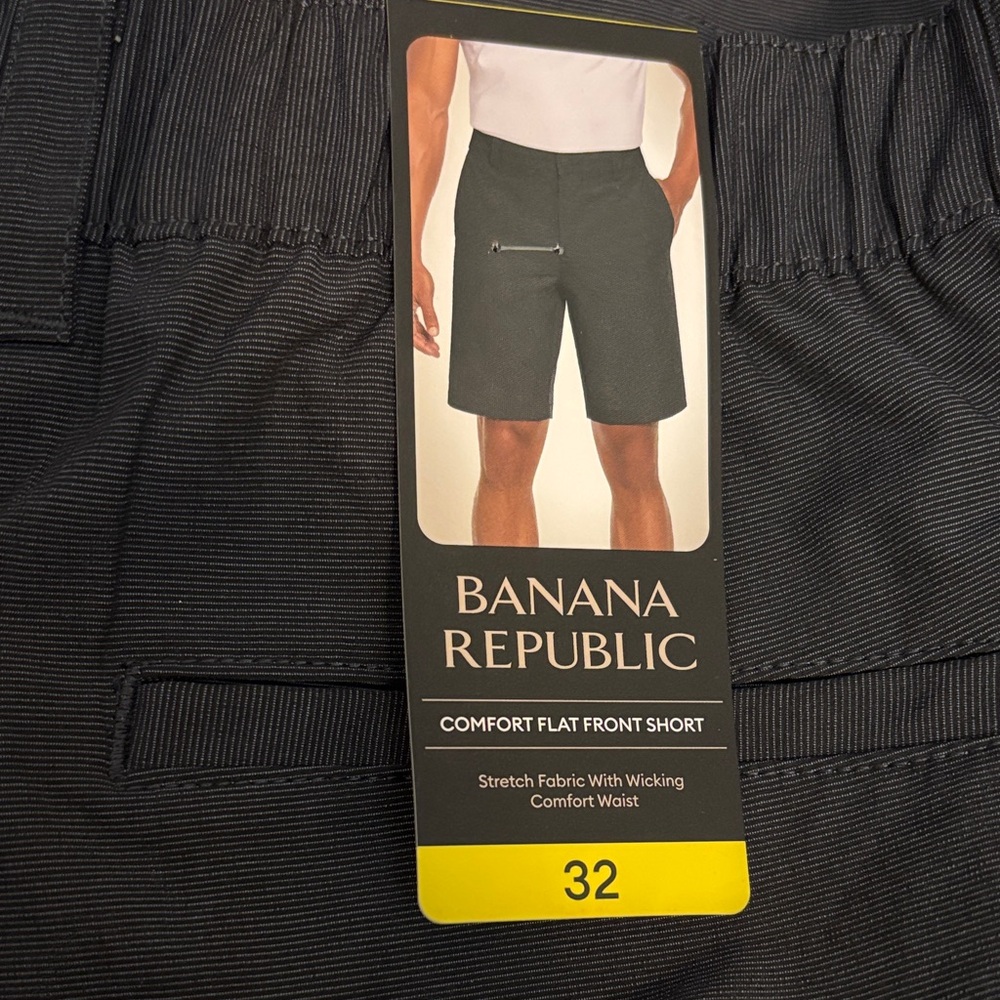 BANANA
REPUBLIC
COMFORT FLAT FRONT SHORT
Stretch Fabric With Wicking
Comfort Waist
32